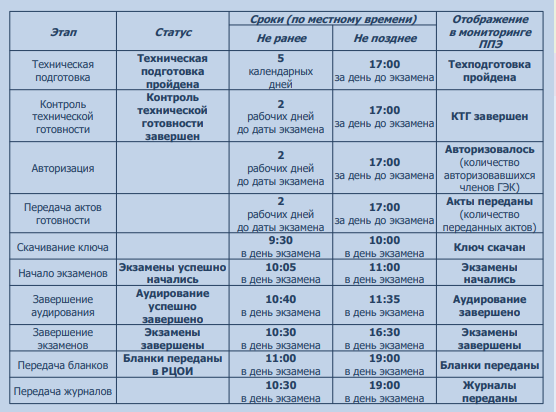 Этап
Статус
Сроки (по местному времени)
Не ранее
Не позднее
Отображение
в мониторинге
ППЭ
Техническая
подготовка
Техническая
подготовка
пройдена
5
календарных
дней
17:00
за день до экзамена
Техподготовка
пройдена
Контроль
технической
готовности
Контроль
технической
готовности
завершен
2
рабочих дней
до даты экзамена
17:00
за день до экзамена
КТГ завершен
Авторизация
2
рабочих дней
до даты экзамена
17:00
за день до экзамена
Авторизовалось
(количество
авторизовавшихся
членов ГЭК)
Передача актов
готовности
2
рабочих дней
до даты экзамена
17:00
за день до экзамена
Акты переданы
(количество
переданных актов)
Скачивание ключа
9:30
в день экзамена
10:00
в день экзамена
Ключ скачан
Начало экзаменов
Экзамены успешно
начались
10:05
в день экзамена
11:00
в день экзамена
Экзамены
начались
Завершение
аудирования
Аудирование
успешно
завершено
10:40
в день экзамена
11:35
в день экзамена
Аудирование
завершено
Завершение
экзаменов
Экзамены
завершены
10:30
в день экзамена
16:30
в день экзамена
Экзамены
завершены
Передача бланков
Бланки переданы
в РЦОИ
11:00
в день экзамена
19:00
в день экзамена
Бланки переданы
Передача журналов
10:30
в день экзамена
19:00
в день экзамена
Журналы
переданы